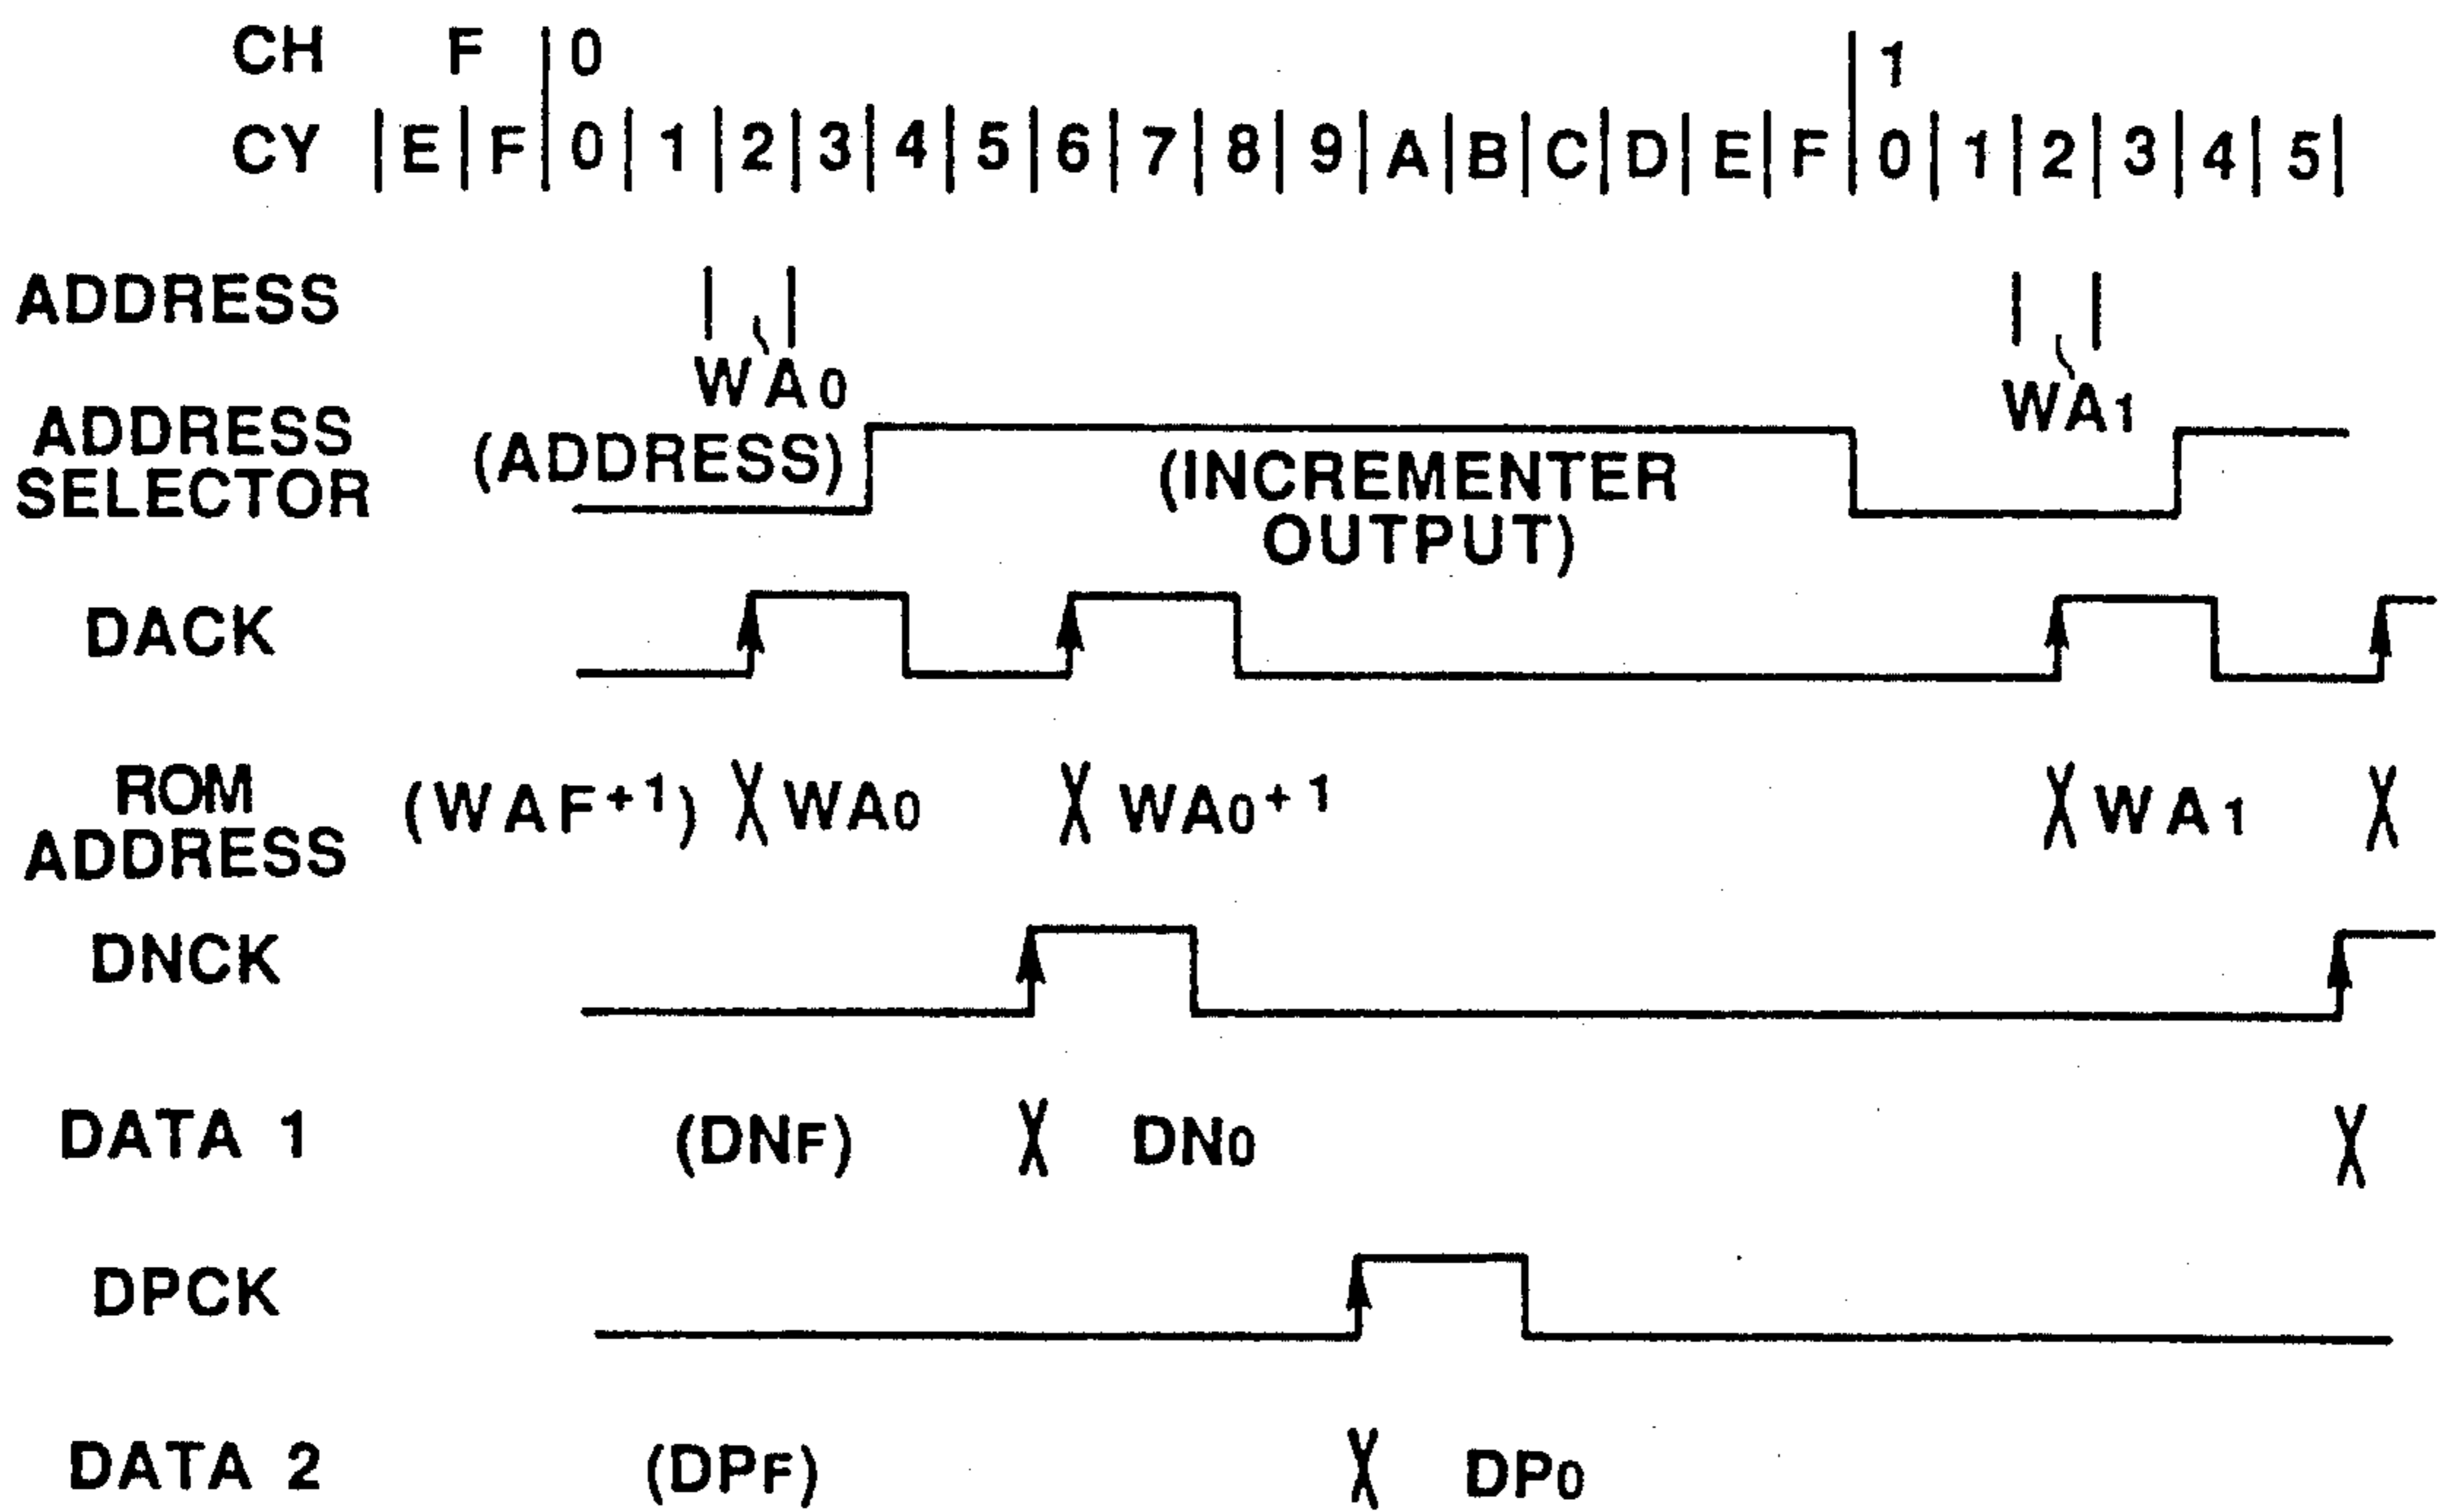 CH F | 0 | 1
CY | E | F | 0 | 1 | 2 | 3 | 4 | 5 | 6 | 7 | 8 | 9 | A | B | C | D | E | F | 0 | 1 | 2 | 3 | 4 | 5 |
ADDRESS
WA0 WA1
ADDRESS
SELECTOR
(ADDRESS)
(INCREMENTER
OUTPUT)
DACK
ROM
ADDRESS
(WAF+1) WA0 WA0+1 WA1
DNCK
DATA 1 (DNF) DN0
DPCK
DATA 2 (DPF) DP0